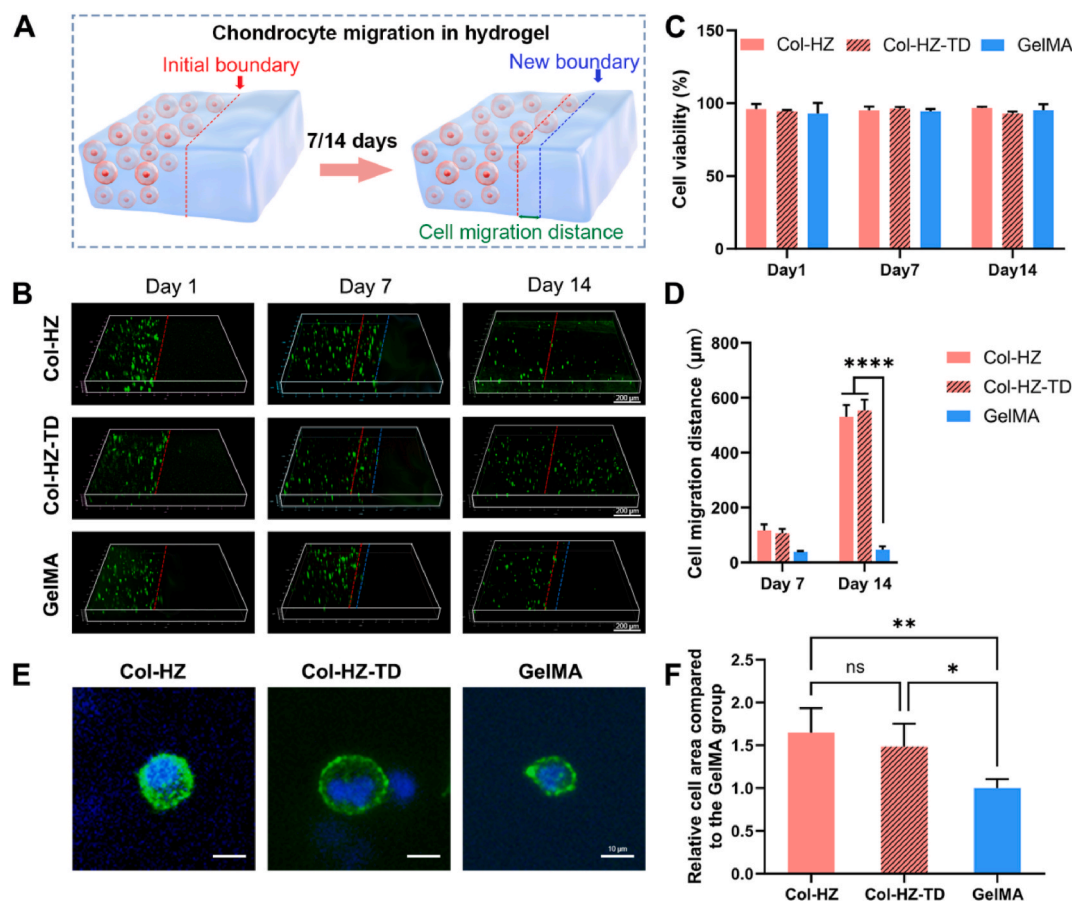 A
Chondrocyte migration in hydrogel
Initial boundary
New boundary
7/14 days
Cell migration distance
B
Day 1 Day 7 Day 14
Col-HZ
200 μm
Col-HZ-TD
200 μm
GelMA
200 μm
C
Cell viability (%)
150
100
50
0
Col-HZ Col-HZ-TD GelMA
Day1 Day7 Day14
D
Cell migration distance (μm)
800
600
400
200
0
****
Col-HZ
Col-HZ-TD
GelMA
Day 7 Day 14
E
Col-HZ Col-HZ-TD GelMA
10 μm
F
Relative cell area compared
to the GelMA group
2.5
2.0
1.5
1.0
0.5
0.0
**
ns *
Col-HZ Col-HZ-TD GelMA